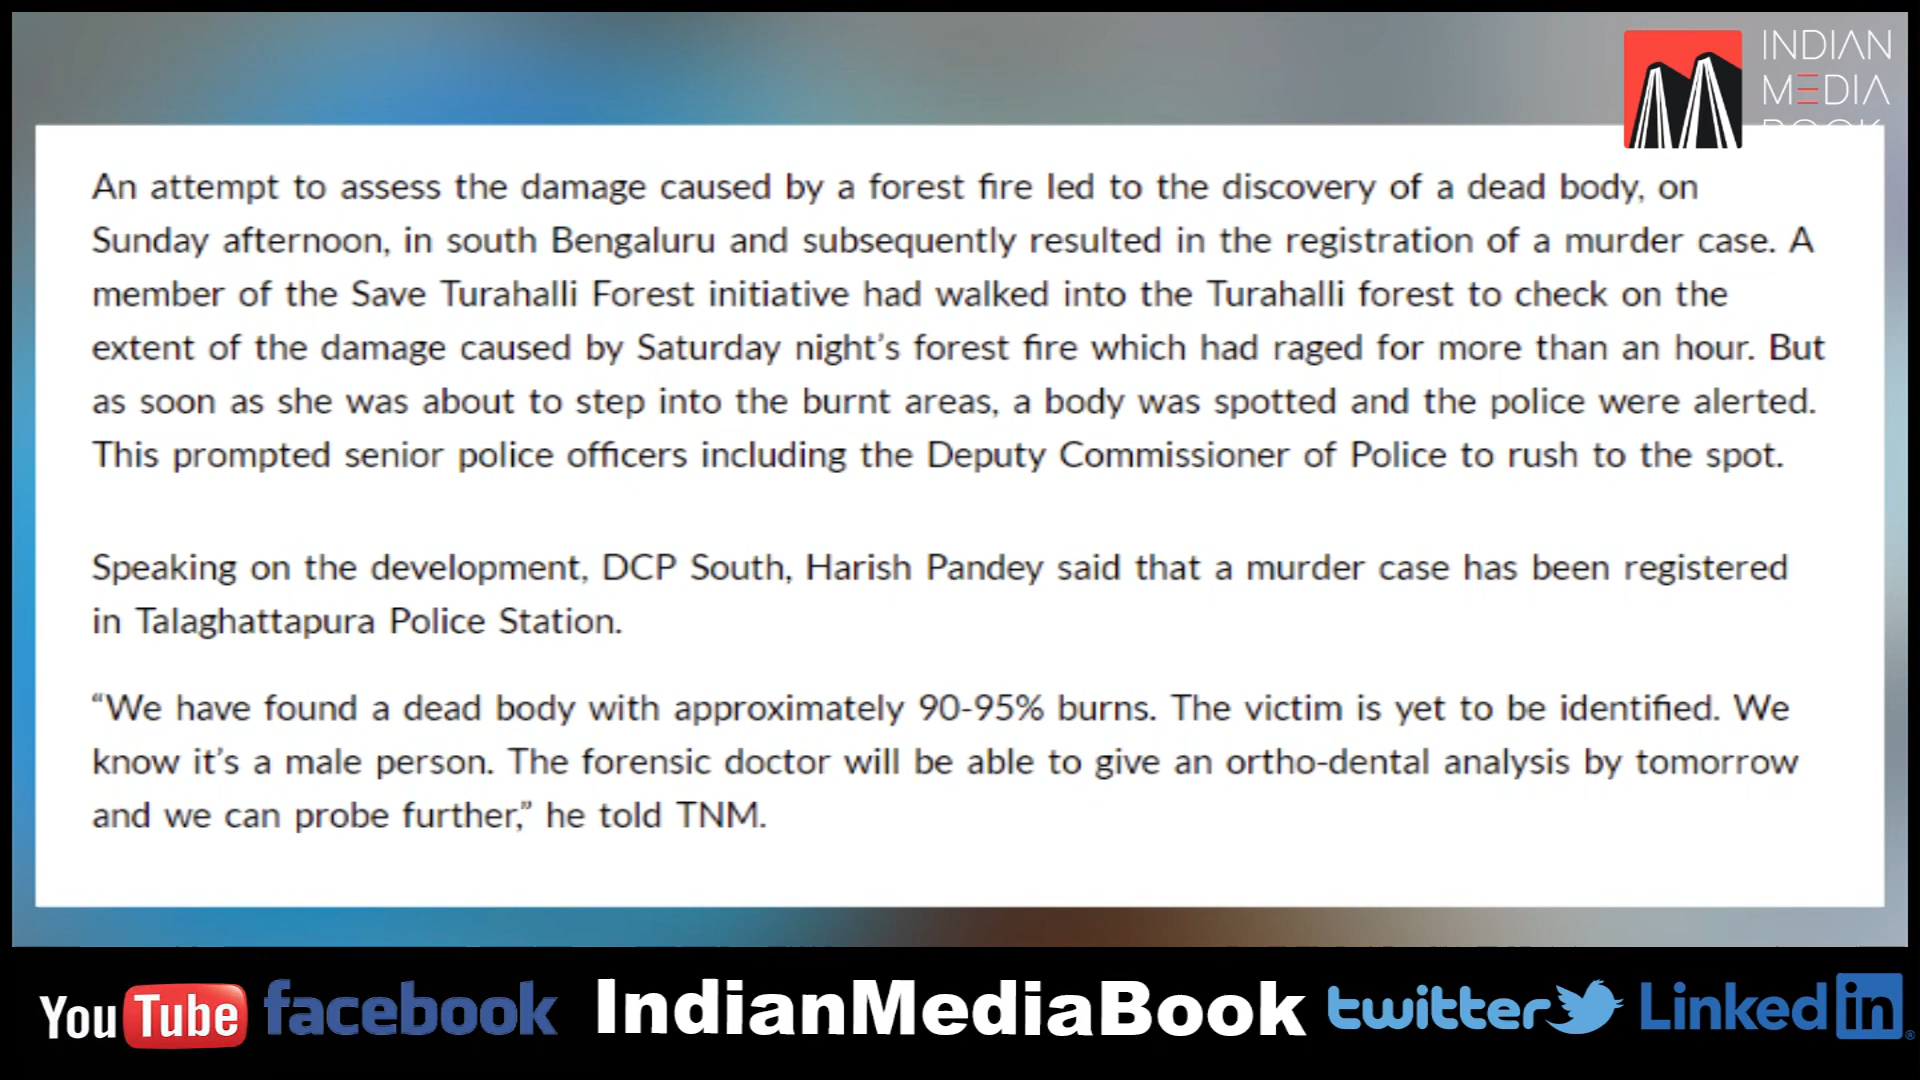 INDIAN
MEDIA
An attempt to assess the damage caused by a forest fire led to the discovery of a dead body, on
Sunday afternoon, in south Bengaluru and subsequently resulted in the registration of a murder case. A
member of the Save Turahalli Forest initiative had walked into the Turahalli forest to check on the
extent of the damage caused by Saturday night’s forest fire which had raged for more than an hour. But
as soon as she was about to step into the burnt areas, a body was spotted and the police were alerted.
This prompted senior police officers including the Deputy Commissioner of Police to rush to the spot.
Speaking on the development, DCP South, Harish Pandey said that a murder case has been registered
in Talaghattapura Police Station.
“We have found a dead body with approximately 90-95% burns. The victim is yet to be identified. We
know it’s a male person. The forensic doctor will be able to give an ortho-dental analysis by tomorrow
and we can probe further,” he told TNM.
YouTube facebook IndianMediaBook twitter Linkedin